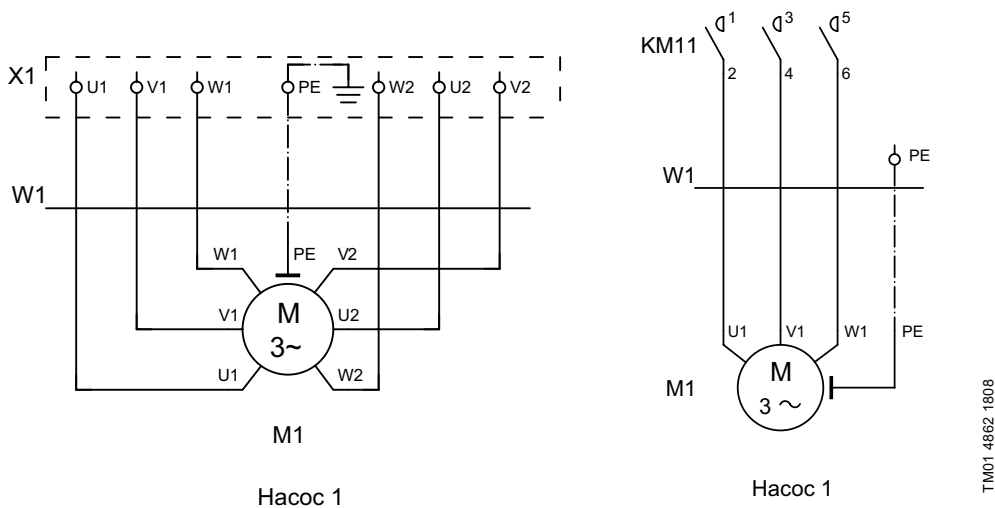 X1
U1 V1 W1 PE W2 U2 V2
W1
W1 PE V2
V1 M U2
3~
U1 W2
M1
Насос 1
KM11
1 3 5
2 4 6
PE
W1
U1 V1 W1 PE
M1
M
3 ~
Насос 1
TM01 4862 1808